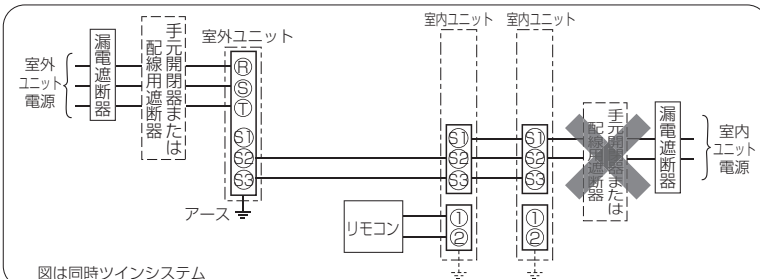 室外
ユニット
電源
漏電遮断器
手元開閉器または
配線用遮断器
室外ユニット
Ⓡ
Ⓢ
Ⓣ
S1
S2
S3
アース
リモコン
室内ユニット
S1
S2
S3
①
②
室内ユニット
S1
S2
S3
①
②
手元開閉器または
配線用遮断器
漏電遮断器
室内
ユニット
電源
図は同時ツインシステム